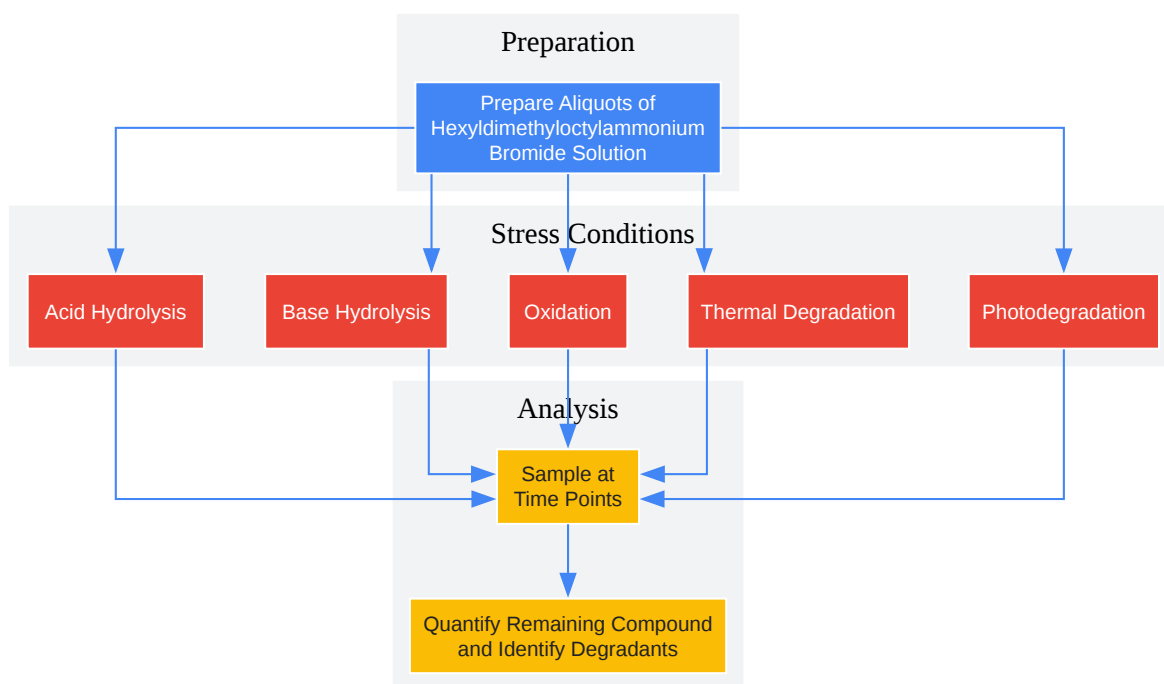 Preparation
Prepare Aliquots of
Hexyldimethyloctylammonium
Bromide Solution
Stress Conditions
Acid Hydrolysis
Base Hydrolysis
Oxidation
Thermal Degradation
Photodegradation
Analysis
Sample at
Time Points
Quantify Remaining Compound
and Identify Degradants